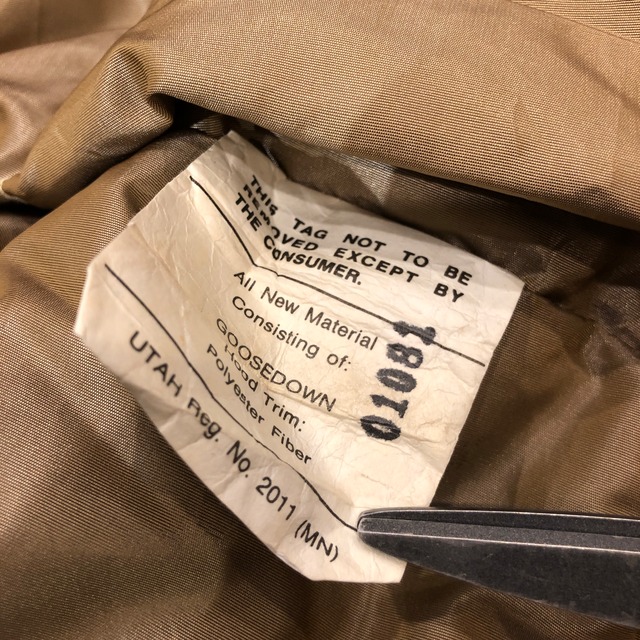 THIS TAG NOT TO BE
REMOVED EXCEPT BY
THE CONSUMER.
All New Material
Consisting of:
GOOSEDOWN
Hood Trim:
Polyester Fiber
01081
UTAH Reg. No. 2011 (MN)